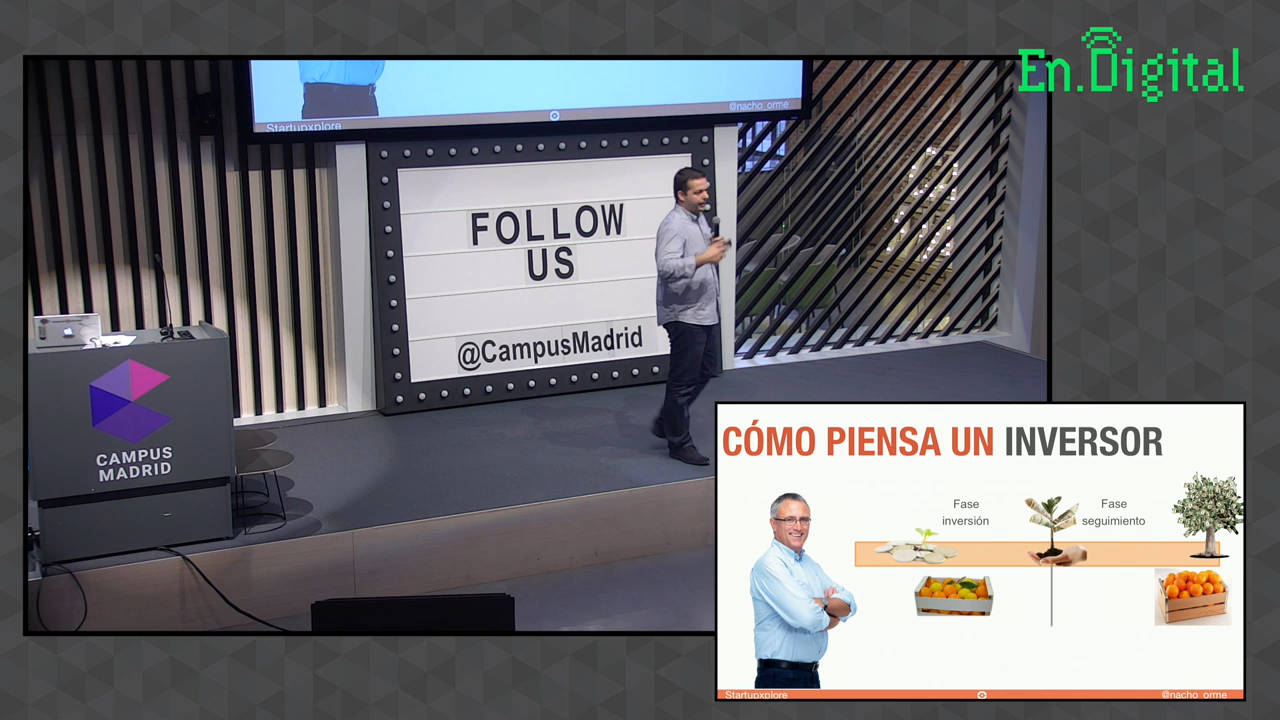 En.Digital
Startupxplore
@nacho_orme
FOLLOW
US
@CampusMadrid
CAMPUS
MADRID
CÓMO PIENSA UN INVERSOR
Fase
inversión
Fase
seguimiento
Startupxplore
@nacho_orme